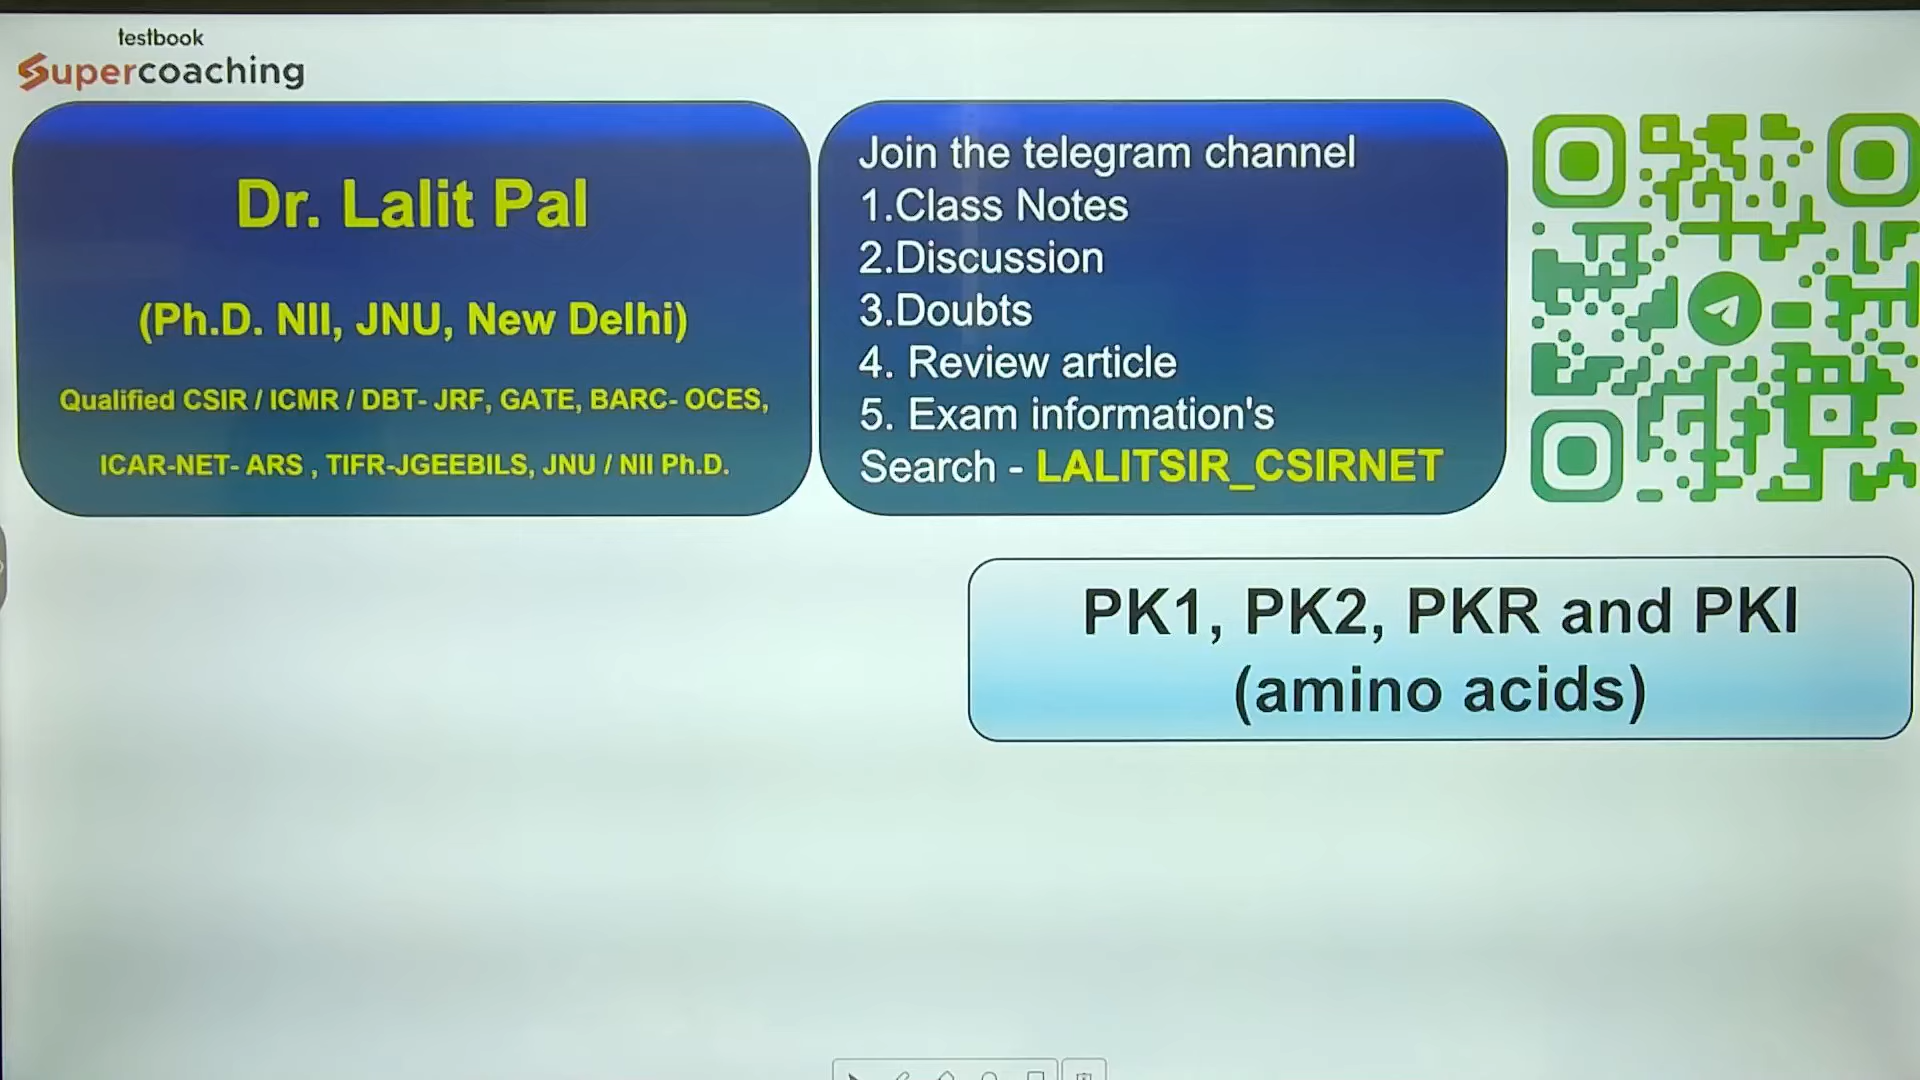 testbook
Supercoaching
Dr. Lalit Pal
(Ph.D. NII, JNU, New Delhi)
Qualified CSIR / ICMR / DBT- JRF, GATE, BARC- OCES,
ICAR-NET- ARS , TIFR-JGEEBILS, JNU / NII Ph.D.
Join the telegram channel
1.Class Notes
2.Discussion
3.Doubts
4. Review article
5. Exam information's
Search - LALITSIR_CSIRNET
PK1, PK2, PKR and PKI
(amino acids)